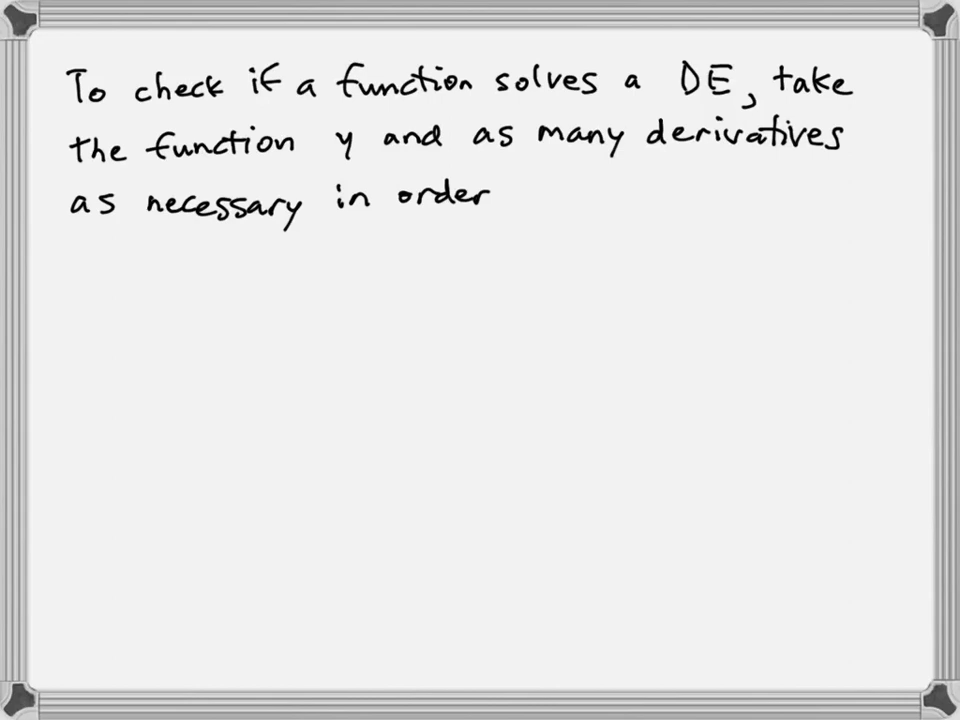 To check if a function solves a DE, take
the function y and as many derivatives
as necessary in order